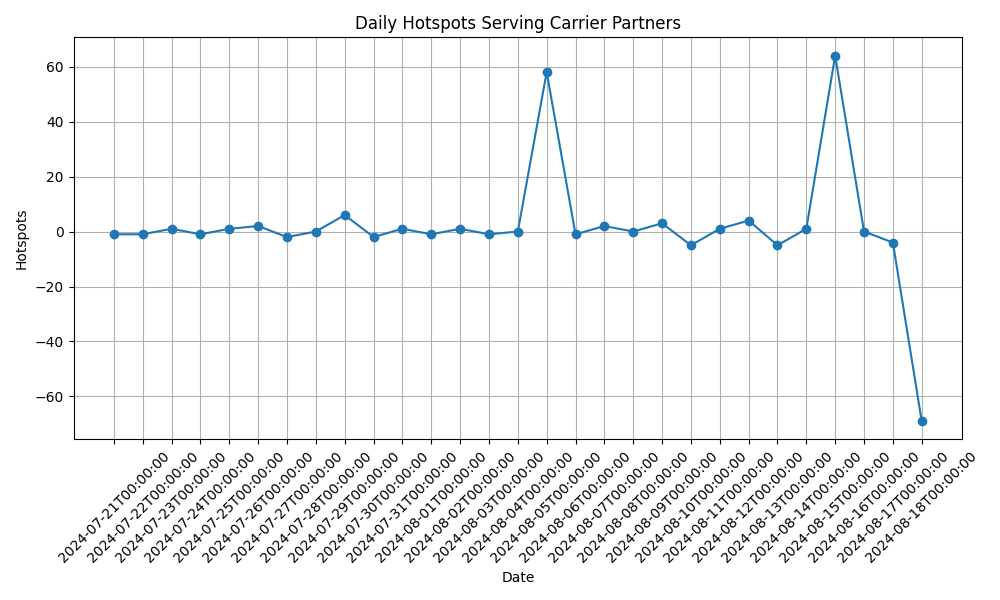 Daily Hotspots Serving Carrier Partners
Hotspots
60
40
20
0
−20
−40
−60
2024-07-21T00:00:00
2024-07-22T00:00:00
2024-07-23T00:00:00
2024-07-24T00:00:00
2024-07-25T00:00:00
2024-07-26T00:00:00
2024-07-27T00:00:00
2024-07-28T00:00:00
2024-07-29T00:00:00
2024-07-30T00:00:00
2024-07-31T00:00:00
2024-08-01T00:00:00
2024-08-02T00:00:00
2024-08-03T00:00:00
2024-08-04T00:00:00
2024-08-05T00:00:00
2024-08-06T00:00:00
2024-08-07T00:00:00
2024-08-08T00:00:00
2024-08-09T00:00:00
2024-08-10T00:00:00
2024-08-11T00:00:00
2024-08-12T00:00:00
2024-08-13T00:00:00
2024-08-14T00:00:00
2024-08-15T00:00:00
2024-08-16T00:00:00
2024-08-17T00:00:00
2024-08-18T00:00:00
Date